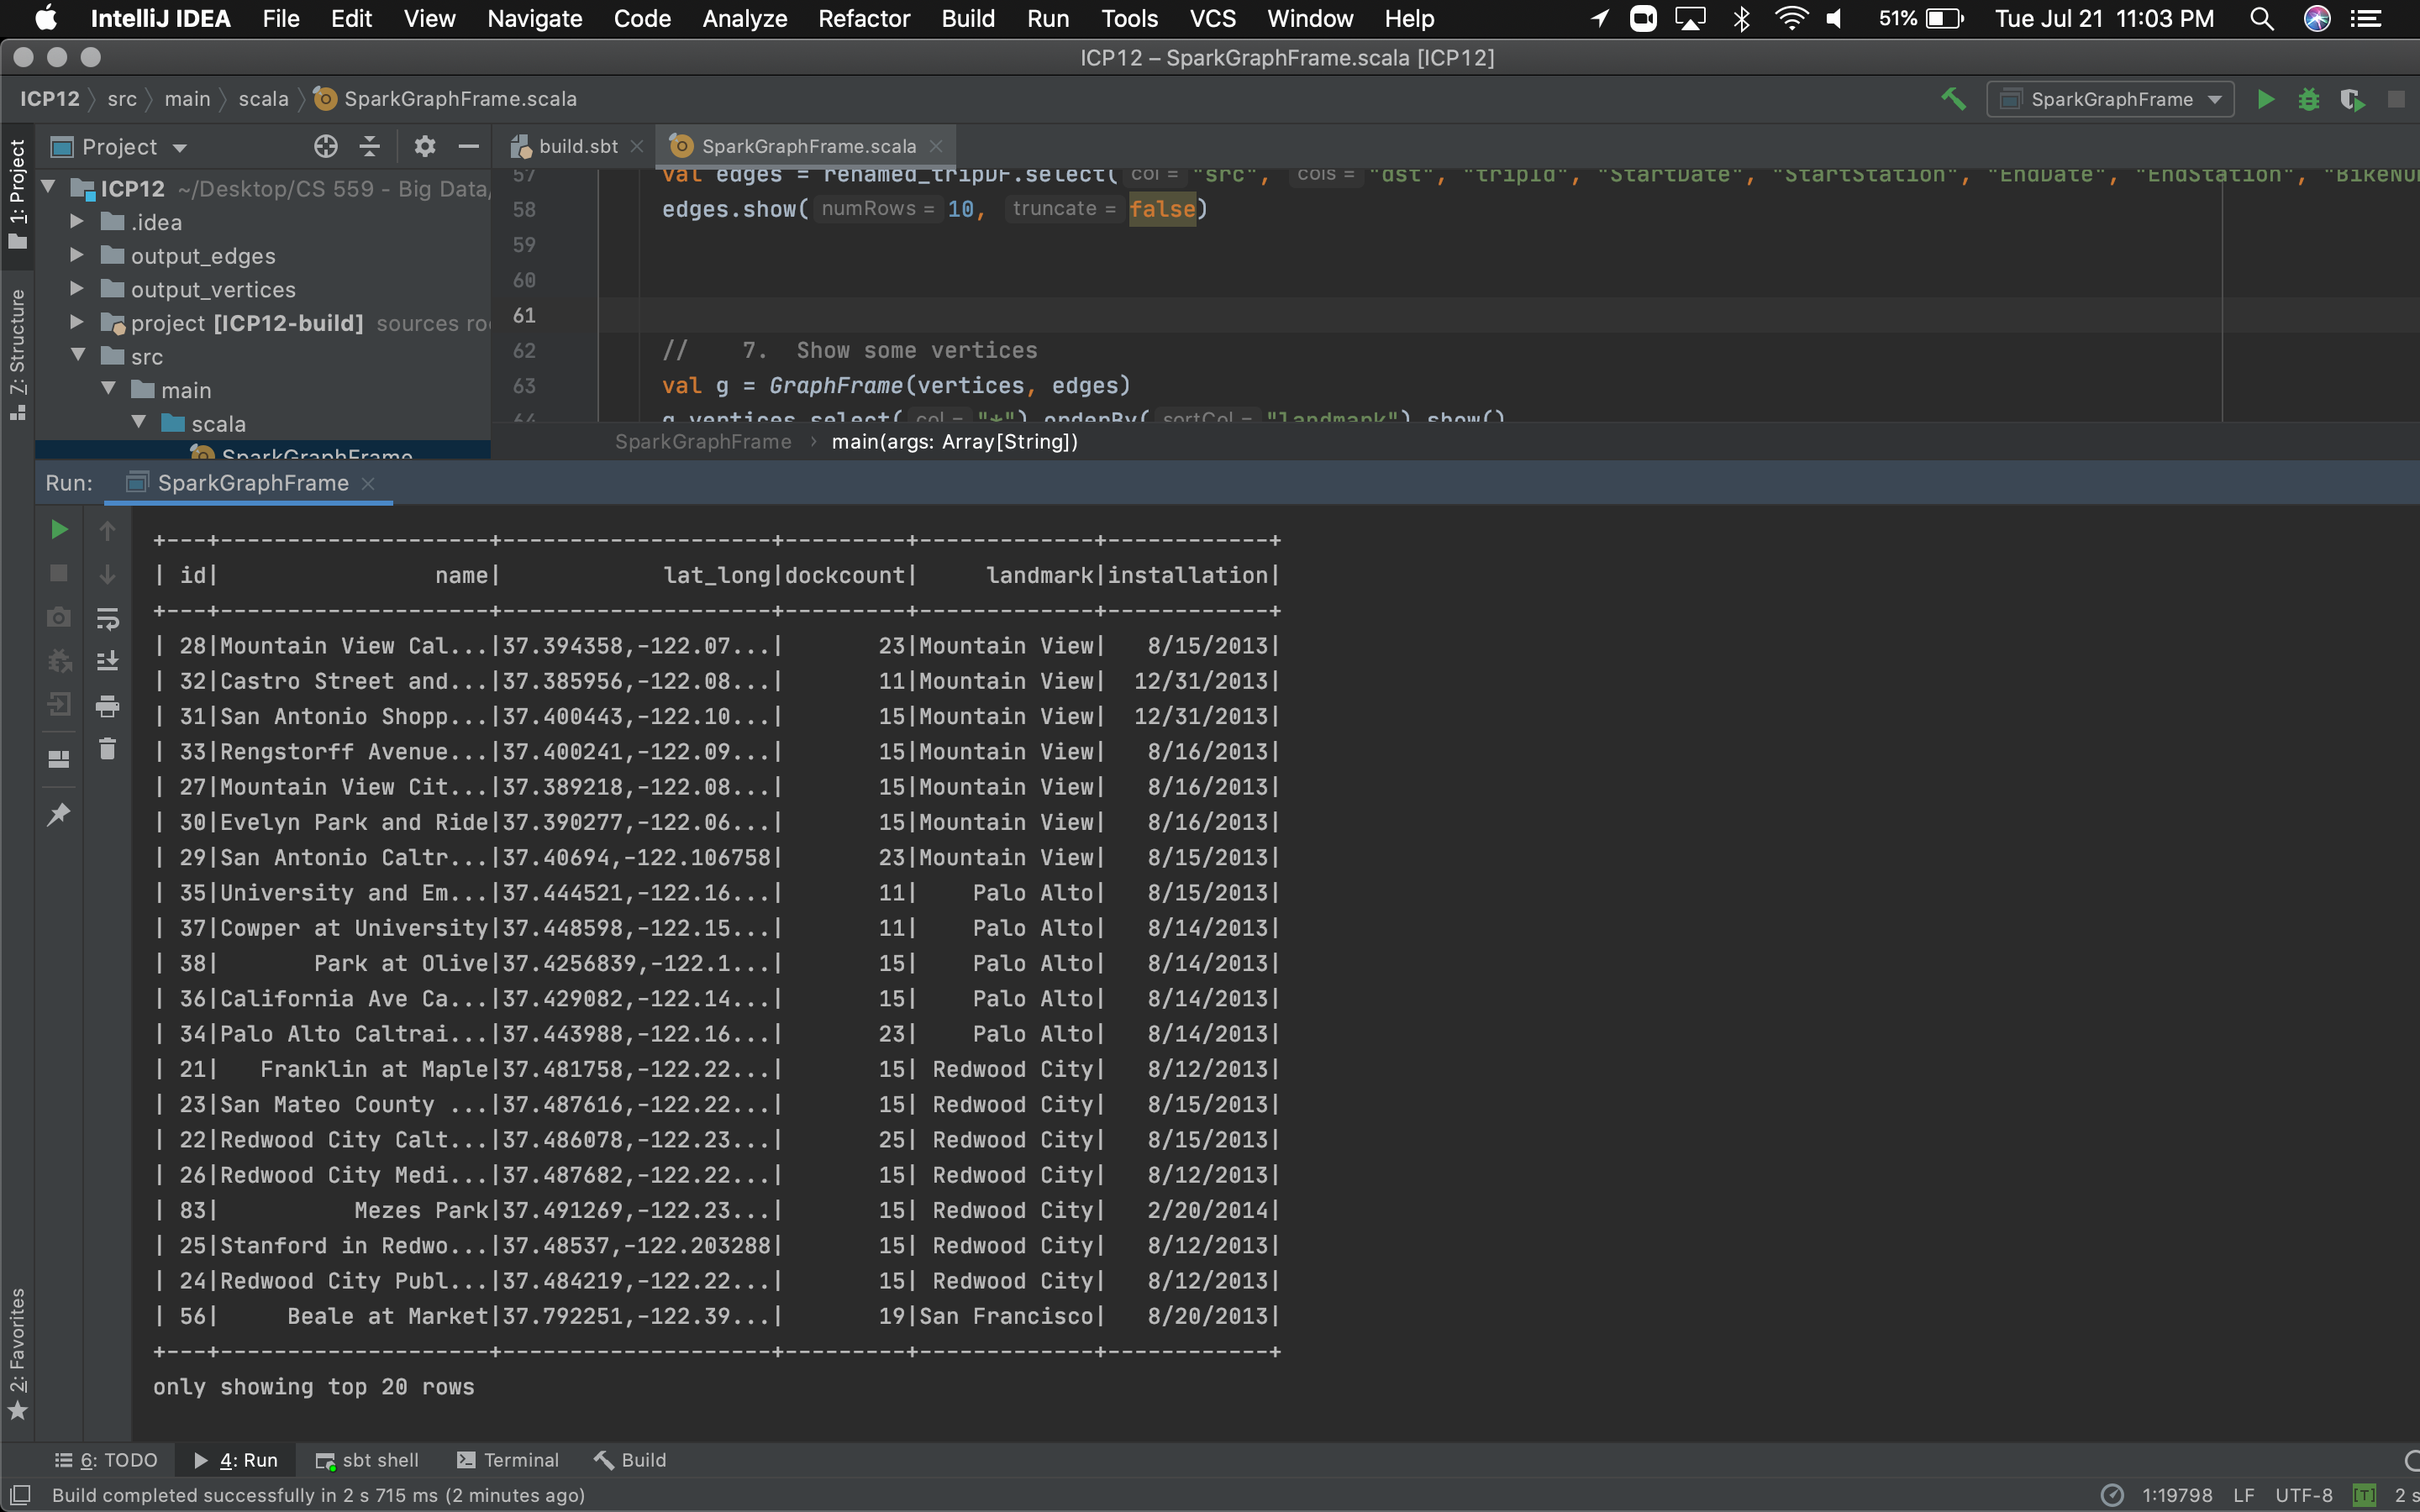 IntelliJ IDEA File Edit View Navigate Code Analyze Refactor Build Run Tools VCS Window Help 51% Tue Jul 21 11:03 PM
ICP12 – SparkGraphFrame.scala [ICP12]
ICP12 src main scala SparkGraphFrame.scala SparkGraphFrame
Project build.sbt SparkGraphFrame.scala
1: Project
7: Structure
2: Favorites
ICP12 ~/Desktop/CS 559 - Big Data/
.idea
output_edges
output_vertices
project [ICP12-build] sources
src
main
scala
SparkGraphFrame
57 val edges = renamed_tripDF.select( col = "src", cols = "dst", "tripId", "StartDate", "StartStation", "EndDate", "EndStation",
58 edges.show( numRows = 10, truncate = false)
59
60
61
62 // 7. Show some vertices
63 val g = GraphFrame(vertices, edges)
64 g.vertices.select( col = "*").orderBy( sortCol = "landmark").show()
SparkGraphFrame › main(args: Array[String])
Run: SparkGraphFrame
+---+--------------------+--------------------+---------+-------------+------------+
| id|                name|            lat_long|dockcount|     landmark|installation|
+---+--------------------+--------------------+---------+-------------+------------+
| 28|Mountain View Cal...|37.394358,-122.07...|       23|Mountain View|   8/15/2013|
| 32|Castro Street and...|37.385956,-122.08...|       11|Mountain View|  12/31/2013|
| 31|San Antonio Shopp...|37.400443,-122.10...|       15|Mountain View|  12/31/2013|
| 33|Rengstorff Avenue...|37.400241,-122.09...|       15|Mountain View|   8/16/2013|
| 27|Mountain View Cit...|37.389218,-122.08...|       15|Mountain View|   8/16/2013|
| 30|Evelyn Park and Ride|37.390277,-122.06...|       15|Mountain View|   8/16/2013|
| 29|San Antonio Caltr...|37.40694,-122.106758|       23|Mountain View|   8/15/2013|
| 35|University and Em...|37.444521,-122.16...|       11|    Palo Alto|   8/15/2013|
| 37|Cowper at University|37.448598,-122.15...|       11|    Palo Alto|   8/14/2013|
| 38|       Park at Olive|37.4256839,-122.1...|       15|    Palo Alto|   8/14/2013|
| 36|California Ave Ca...|37.429082,-122.14...|       15|    Palo Alto|   8/14/2013|
| 34|Palo Alto Caltrai...|37.443988,-122.16...|       23|    Palo Alto|   8/14/2013|
| 21|   Franklin at Maple|37.481758,-122.22...|       15| Redwood City|   8/12/2013|
| 23|San Mateo County ...|37.487616,-122.22...|       15| Redwood City|   8/15/2013|
| 22|Redwood City Calt...|37.486078,-122.23...|       25| Redwood City|   8/15/2013|
| 26|Redwood City Medi...|37.487682,-122.22...|       15| Redwood City|   8/12/2013|
| 83|          Mezes Park|37.491269,-122.23...|       15| Redwood City|   2/20/2014|
| 25|Stanford in Redwo...|37.48537,-122.203288|       15| Redwood City|   8/12/2013|
| 24|Redwood City Publ...|37.484219,-122.22...|       15| Redwood City|   8/12/2013|
| 56|     Beale at Market|37.792251,-122.39...|       19|San Francisco|   8/20/2013|
+---+--------------------+--------------------+---------+-------------+------------+
only showing top 20 rows
6: TODO 4: Run sbt shell Terminal Build
Build completed successfully in 2 s 715 ms (2 minutes ago) 1:19798 LF UTF-8 [T] 2 s